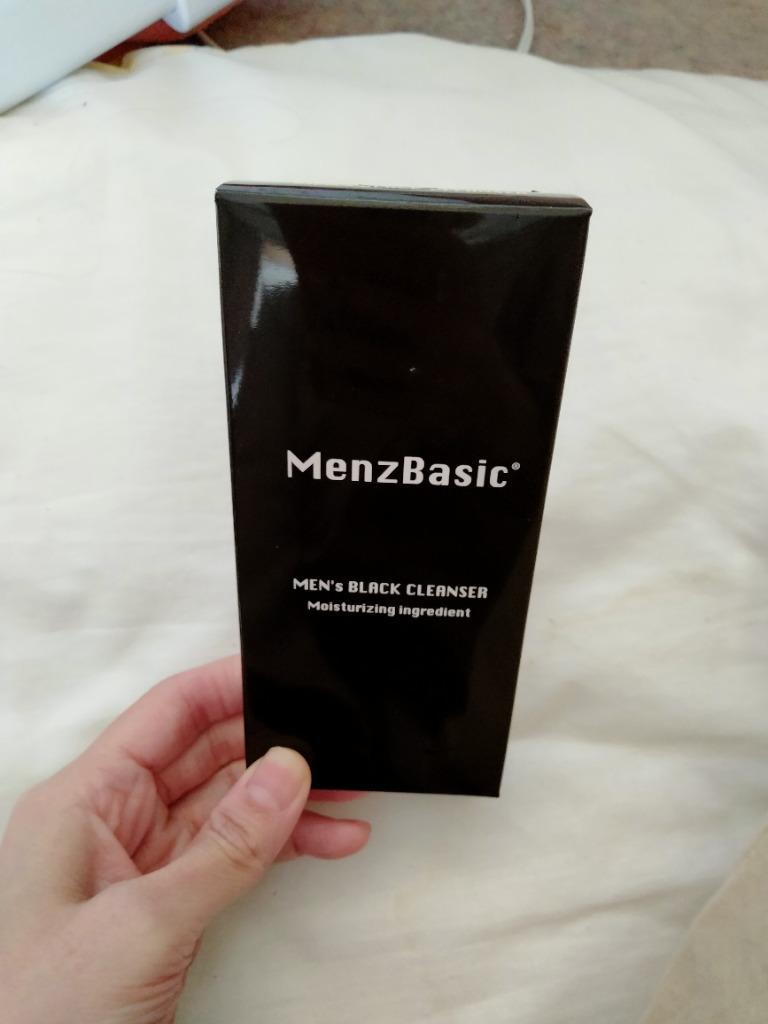 MenzBasic®
MEN's BLACK CLEANSER
Moisturizing ingredient